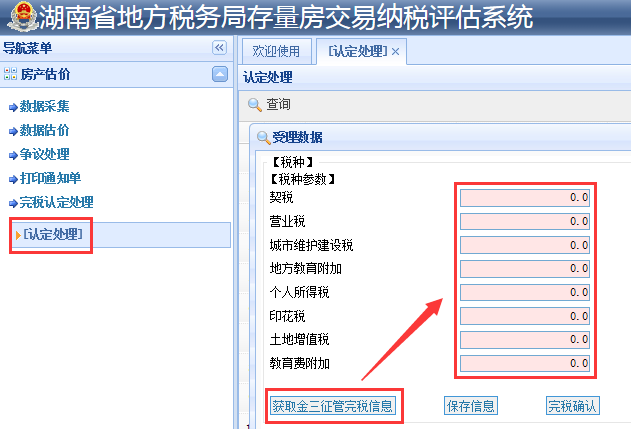 湖南省地方税务局存量房交易纳税评估系统
导航菜单
房产估价
数据采集
数据估价
争议处理
打印通知单
完税认定处理
[认定处理]
欢迎使用 [认定处理]
认定处理
查询
受理数据
【税种】
【税种参数】
契税 0.0
营业税 0.0
城市维护建设税 0.0
地方教育附加 0.0
个人所得税 0.0
印花税 0.0
土地增值税 0.0
教育费附加 0.0
获取金三征管完税信息 保存信息 完税确认